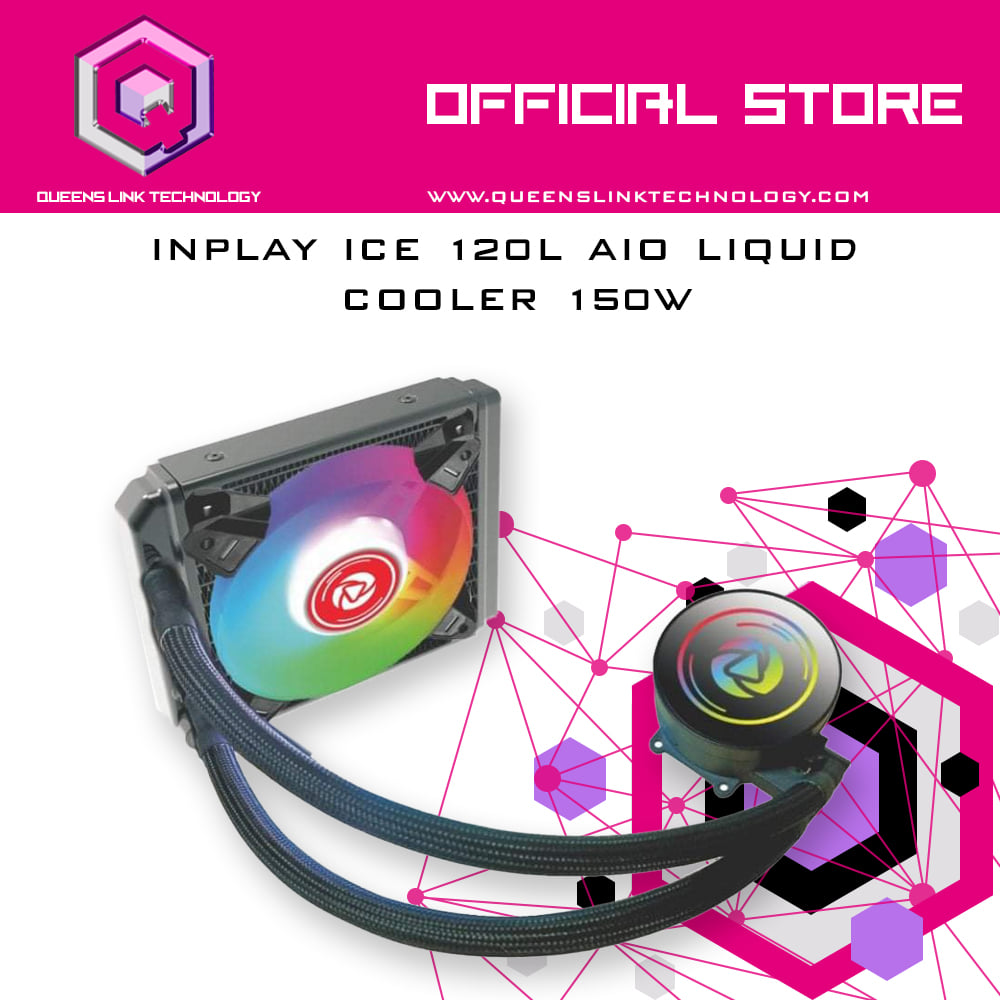 OFFICIAL STORE
QUEENS LINK TECHNOLOGY
WWW.QUEENSLINKTECHNOLOGY.COM
INPLAY ICE 120L AIO LIQUID
COOLER 150W